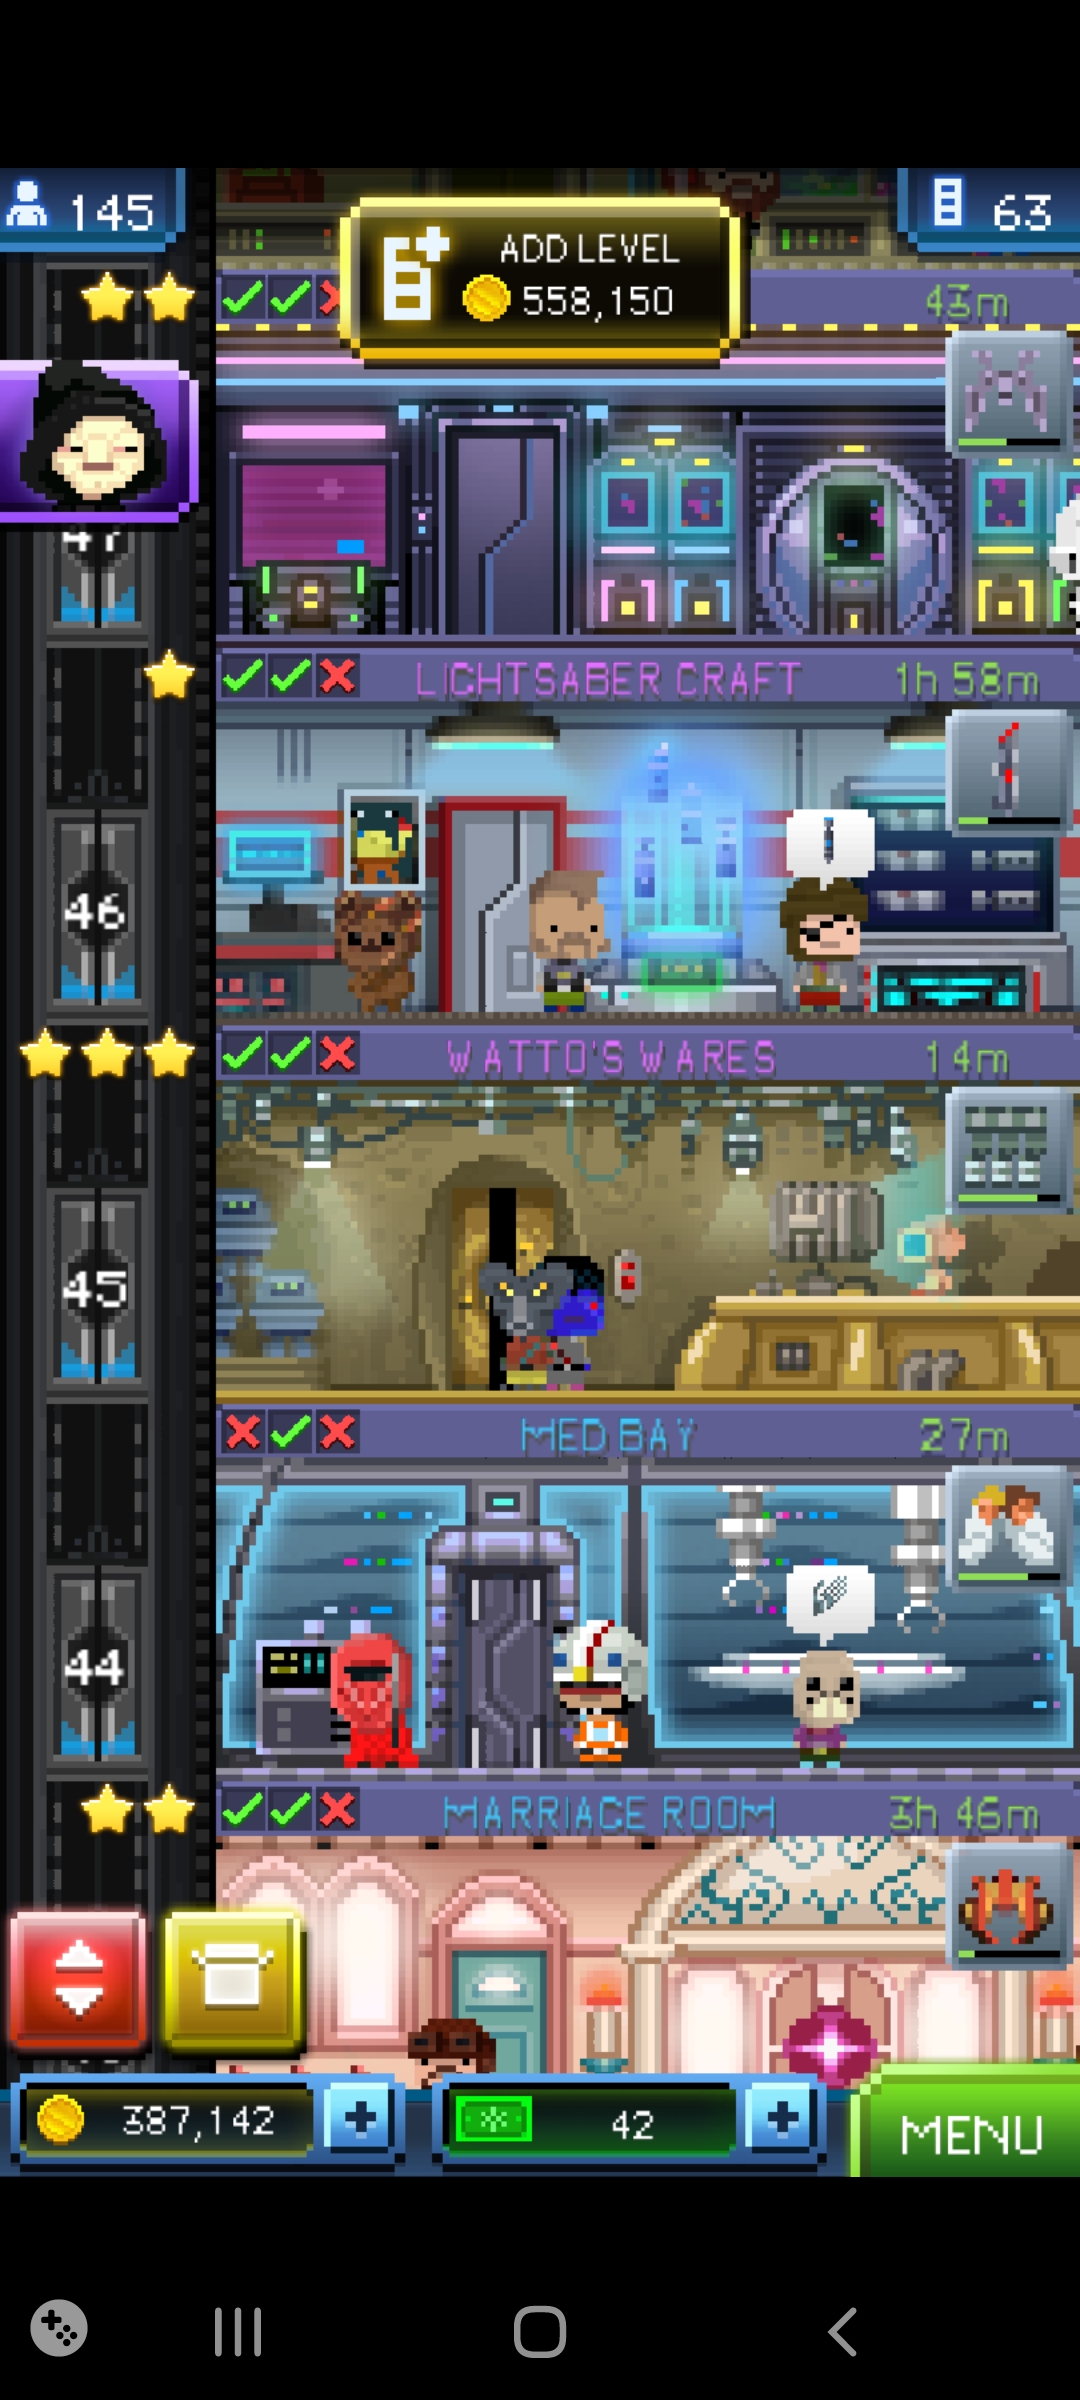 145
ADD LEVEL
558,150
63
43m
47
LIGHTSABER CRAFT 1h 58m
46
WATTO'S WARES 14m
45
MED BAY 27m
44
MARRIAGE ROOM 3h 46m
387,142
42
MENU